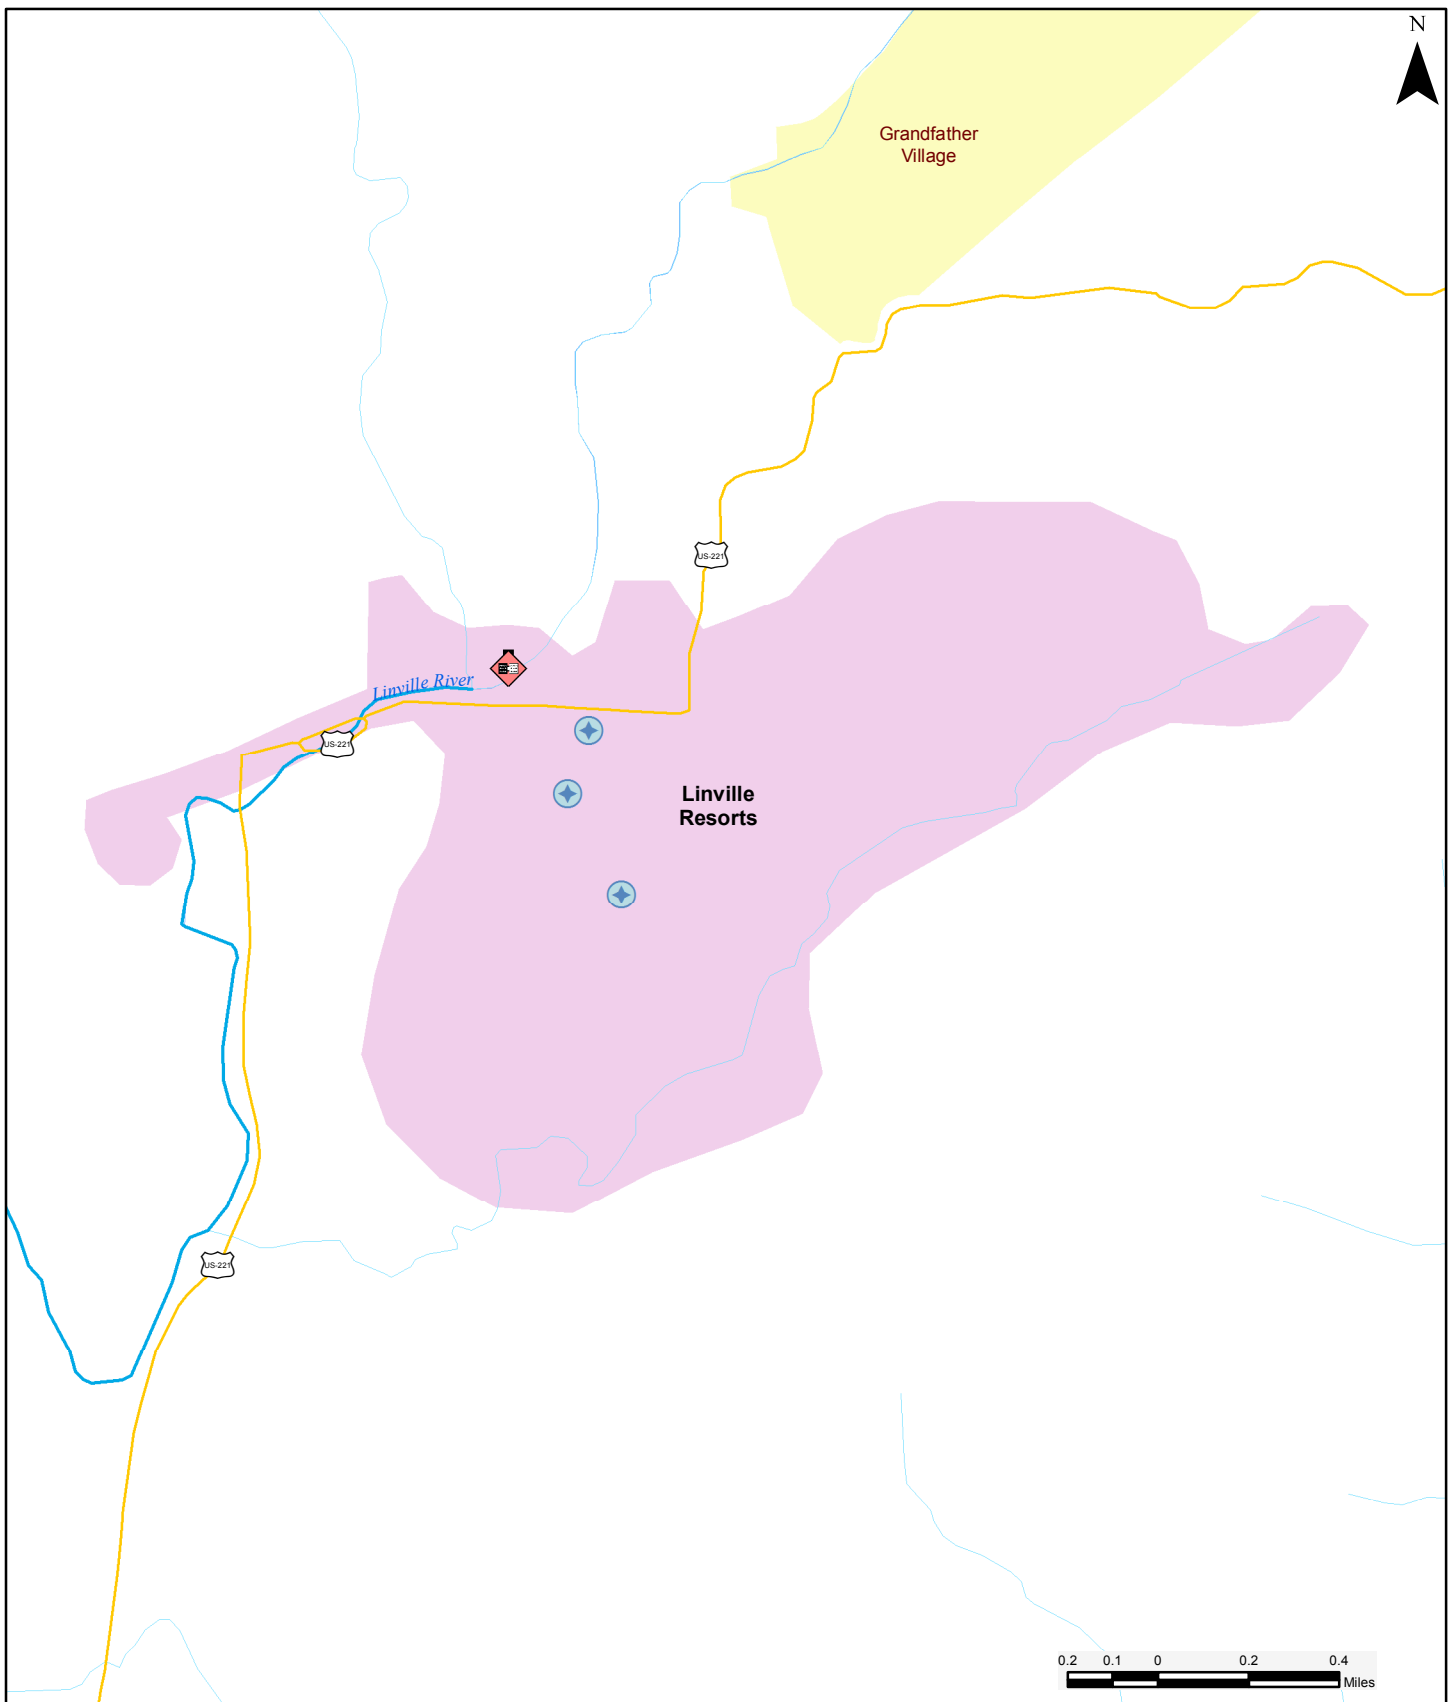 N
Grandfather
Village
US-221
Linville River
US-221
Linville
Resorts
US-221
0.2 0.1 0 0.2 0.4
Miles